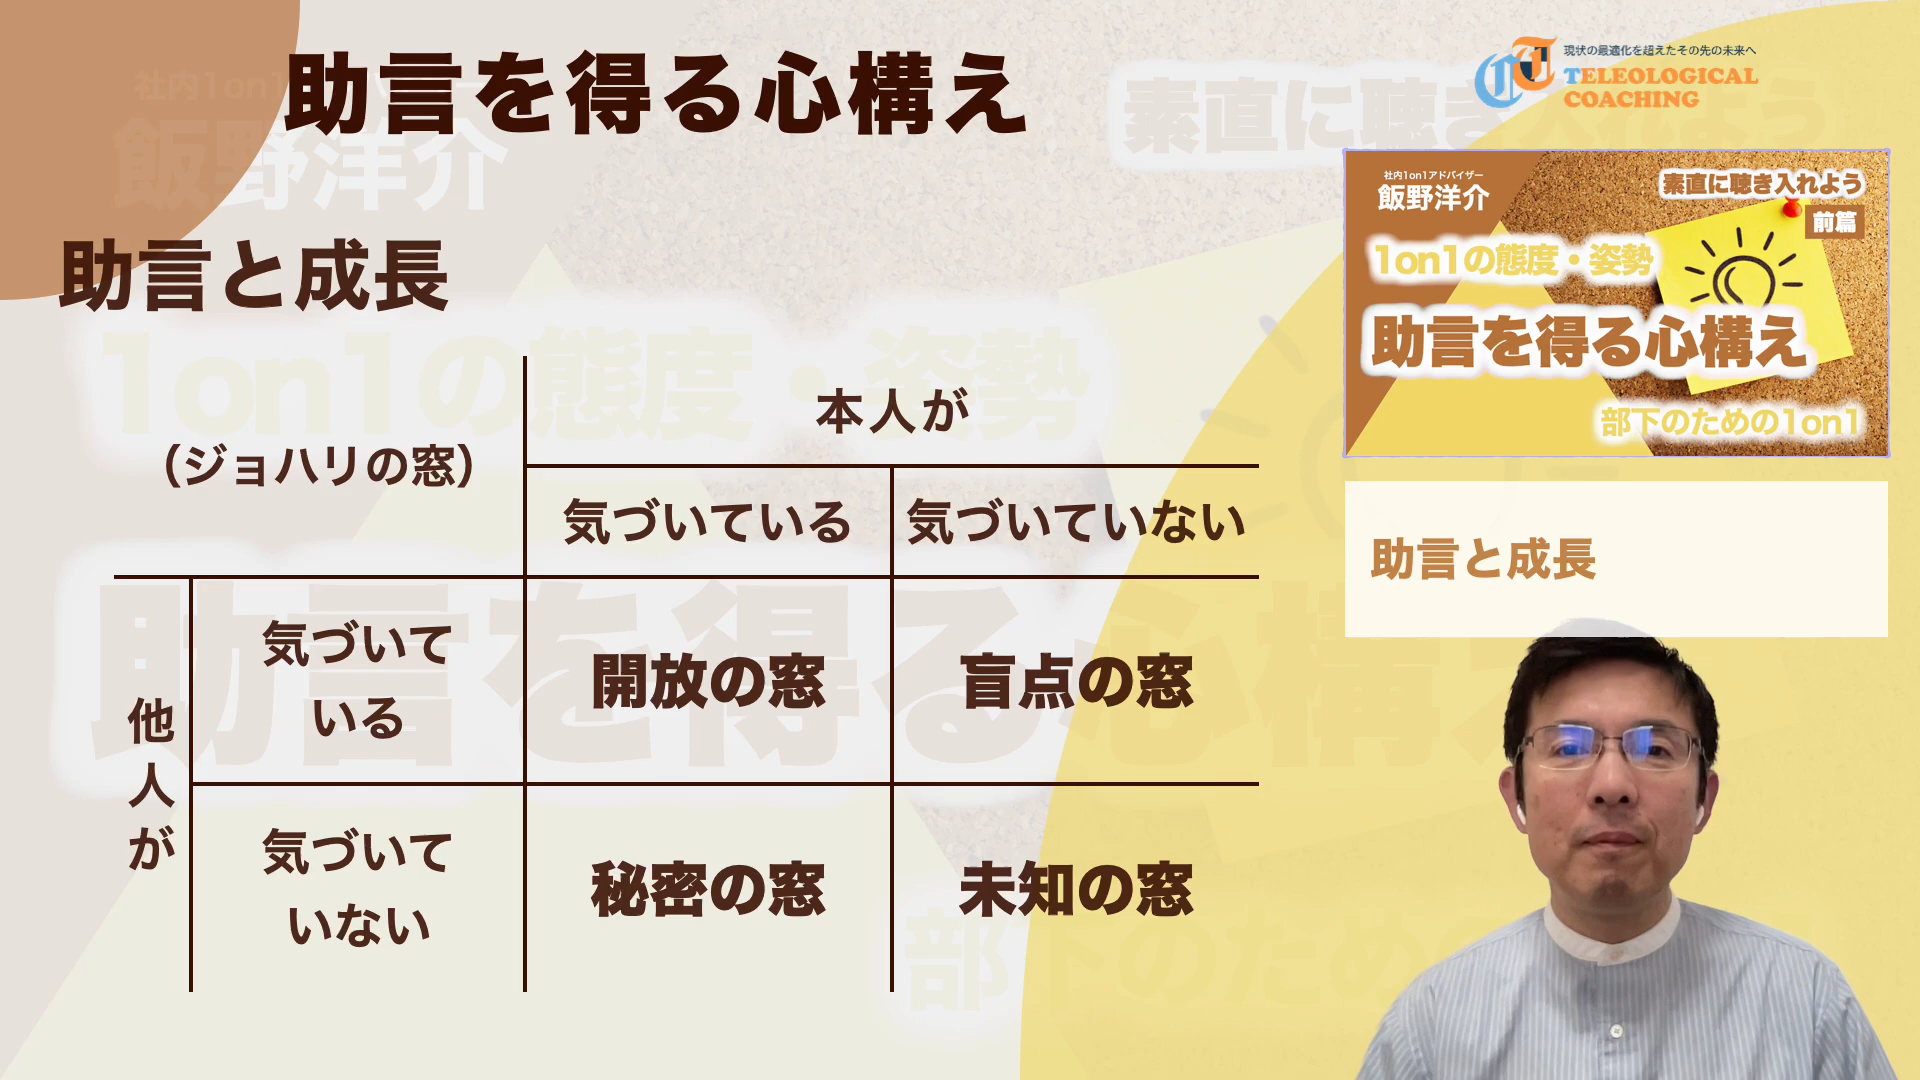 助言を得る心構え
現状の最適化を超えたその先の未来へ
TELEOLOGICAL
COACHING
社内1on1アドバイザー
飯野洋介
素直に聴き入れよう
前篇
1on1の態度・姿勢
助言を得る心構え
部下のための1on1
助言と成長
助言と成長
（ジョハリの窓）
本人が
気づいている
気づいていない
他人が
気づいて
いる
開放の窓
盲点の窓
気づいて
いない
秘密の窓
未知の窓